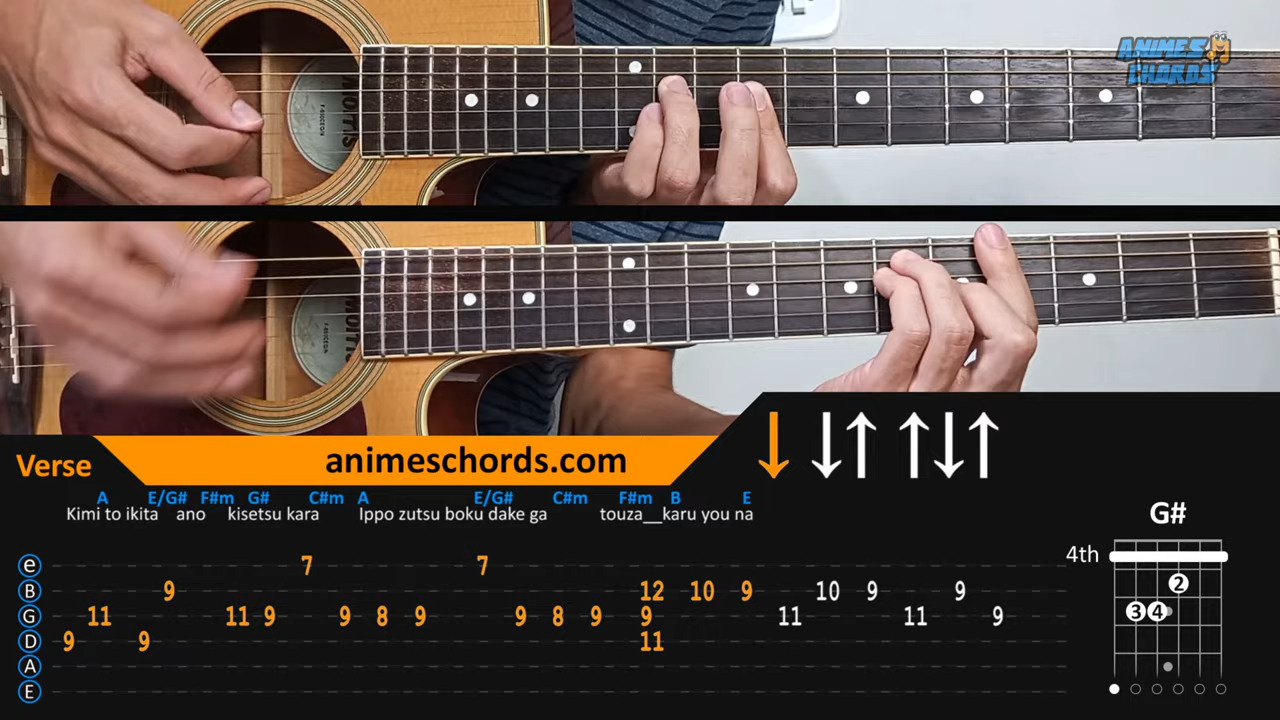 ANIMES
CHORDS
MORRIS
Verse
animeschords.com
A E/G# F#m G# C#m A E/G# C#m F#m B E
Kimi to ikita ano kisetsu kara Ippo zutsu boku dake ga touza__karu you na
G#
4th
2
3 4
e 7 7
B 9 12 10 9 10 9 9
G 11 11 9 9 8 9 9 8 9 9 11 11 9
D 9 9 11
A
E